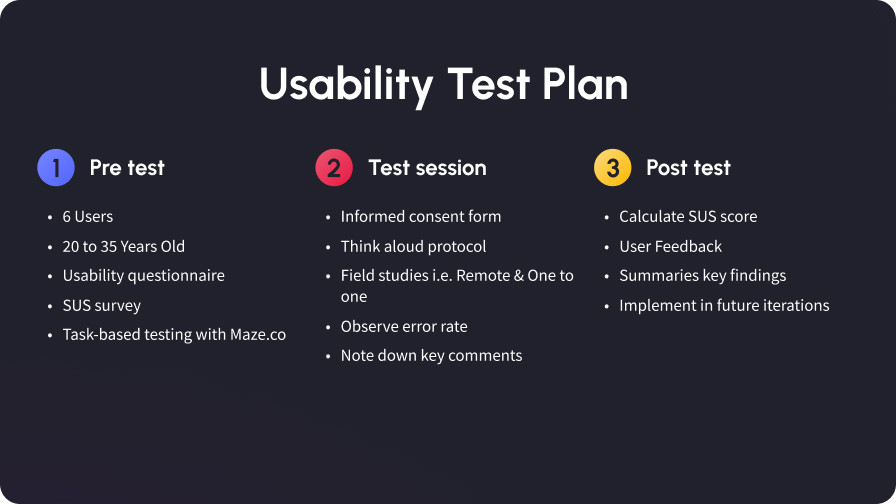 Usability Test Plan
1 Pre test
• 6 Users
• 20 to 35 Years Old
• Usability questionnaire
• SUS survey
• Task-based testing with Maze.co
2 Test session
• Informed consent form
• Think aloud protocol
• Field studies i.e. Remote & One to
one
• Observe error rate
• Note down key comments
3 Post test
• Calculate SUS score
• User Feedback
• Summaries key findings
• Implement in future iterations